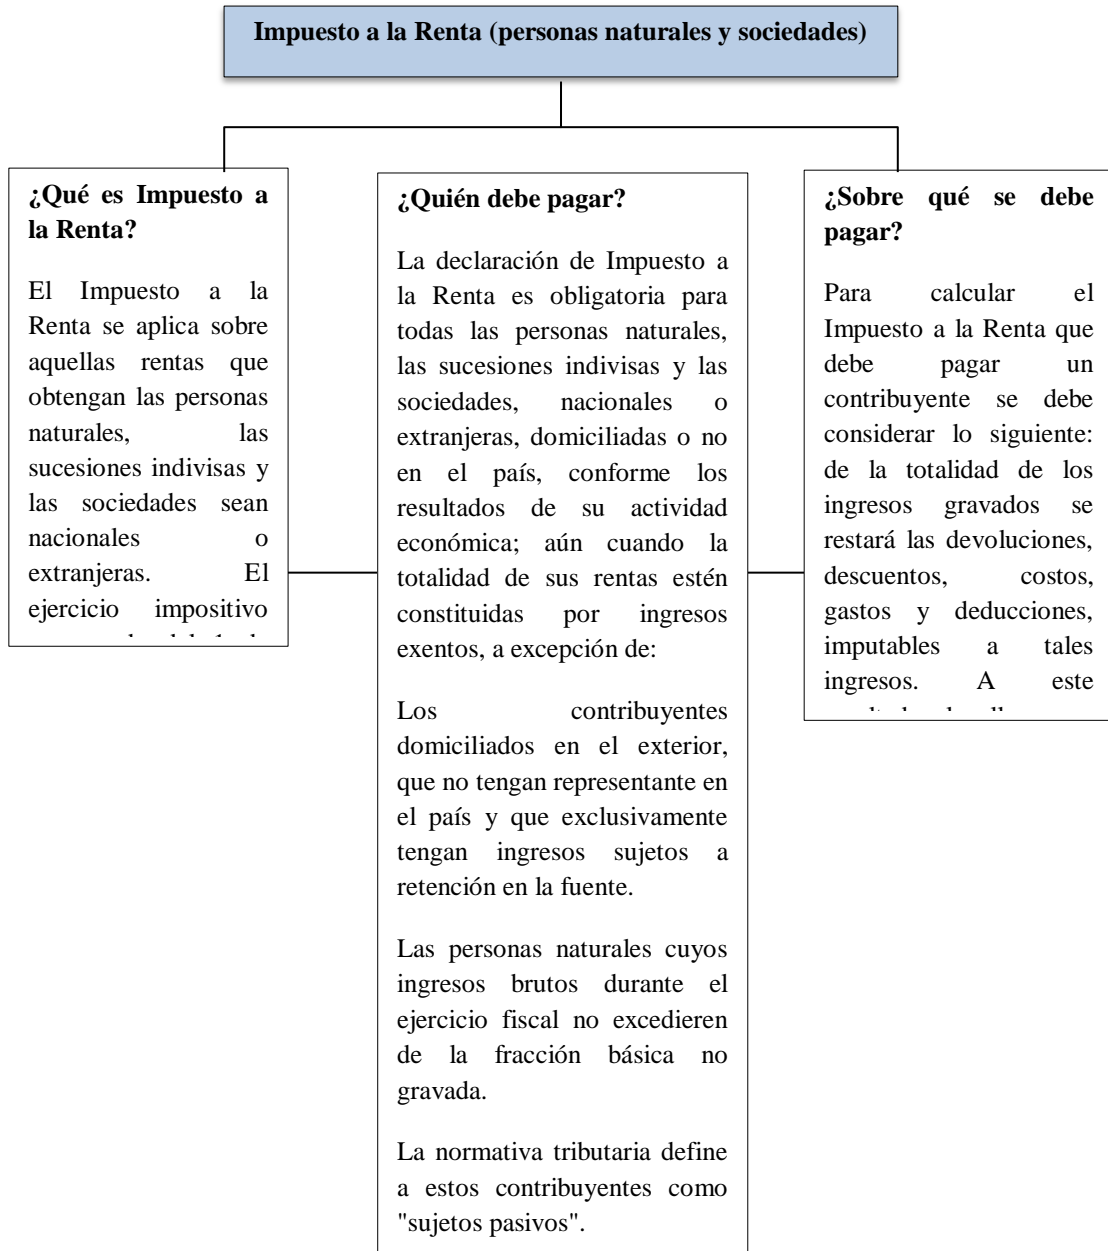 Impuesto a la Renta (personas naturales y sociedades)
¿Qué es Impuesto a
la Renta?
El Impuesto a la
Renta se aplica sobre
aquellas rentas que
obtengan las personas
naturales, las
sucesiones indivisas y
las sociedades sean
nacionales o
extranjeras. El
ejercicio impositivo
¿Quién debe pagar?
La declaración de Impuesto a
la Renta es obligatoria para
todas las personas naturales,
las sucesiones indivisas y las
sociedades, nacionales o
extranjeras, domiciliadas o no
en el país, conforme los
resultados de su actividad
económica; aún cuando la
totalidad de sus rentas estén
constituidas por ingresos
exentos, a excepción de:
Los contribuyentes
domiciliados en el exterior,
que no tengan representante en
el país y que exclusivamente
tengan ingresos sujetos a
retención en la fuente.
Las personas naturales cuyos
ingresos brutos durante el
ejercicio fiscal no excedieren
de la fracción básica no
gravada.
La normativa tributaria define
a estos contribuyentes como
"sujetos pasivos".
¿Sobre qué se debe
pagar?
Para calcular el
Impuesto a la Renta que
debe pagar un
contribuyente se debe
considerar lo siguiente:
de la totalidad de los
ingresos gravados se
restará las devoluciones,
descuentos, costos,
gastos y deducciones,
imputables a tales
ingresos. A este